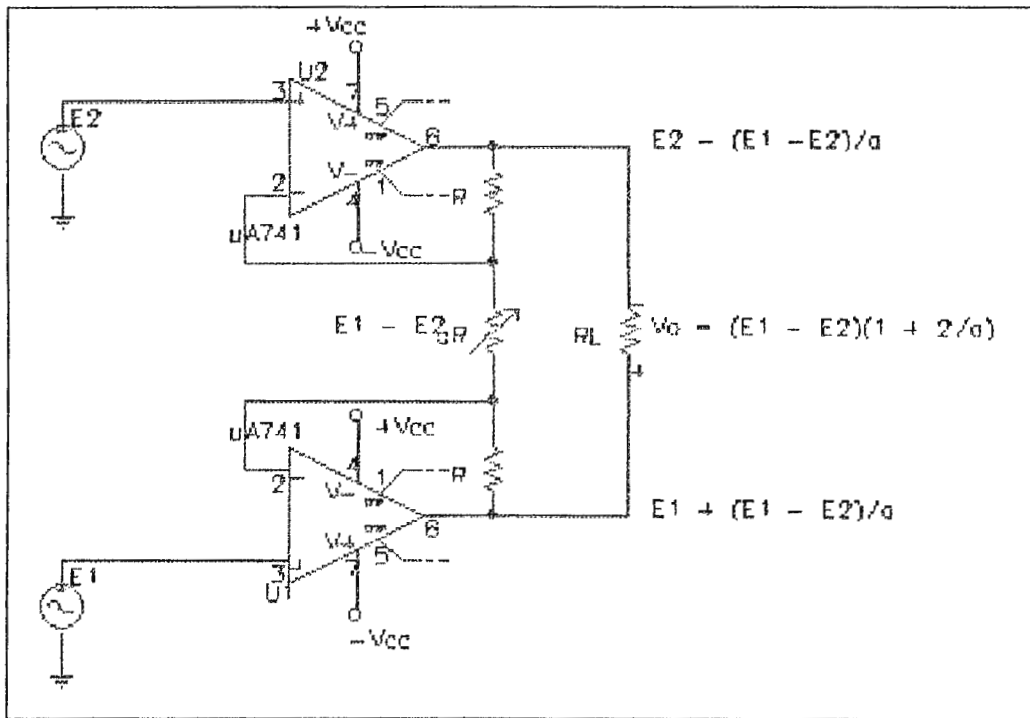 +Vcc
U2
3
7
5
E2
V+
6
E2 - (E1 - E2)/a
V-
2
1
R
4
uA741
-Vcc
E1 - E2
aR
RL
Vo = (E1 - E2)(1 + 2/a)
+
uA741
+Vcc
4
1
2
V-
R
6
E1 + (E1 - E2)/a
V+
5
3
7
E1
U1
-Vcc